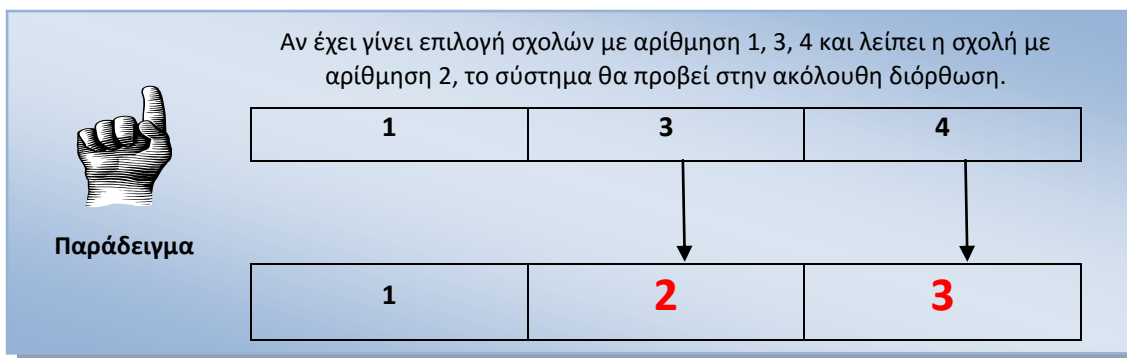 Αν έχει γίνει επιλογή σχολών με αρίθμηση 1, 3, 4 και λείπει η σχολή με
αρίθμηση 2, το σύστημα θα προβεί στην ακόλουθη διόρθωση.
1 3 4
Παράδειγμα
1 2 3